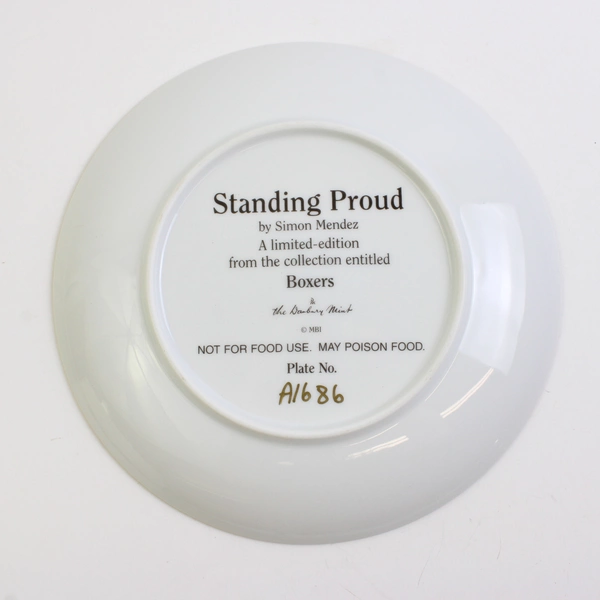 Standing Proud
by Simon Mendez
A limited-edition
from the collection entitled
Boxers
the Danbury Mint
© MBI
NOT FOR FOOD USE. MAY POISON FOOD.
Plate No.
A1686